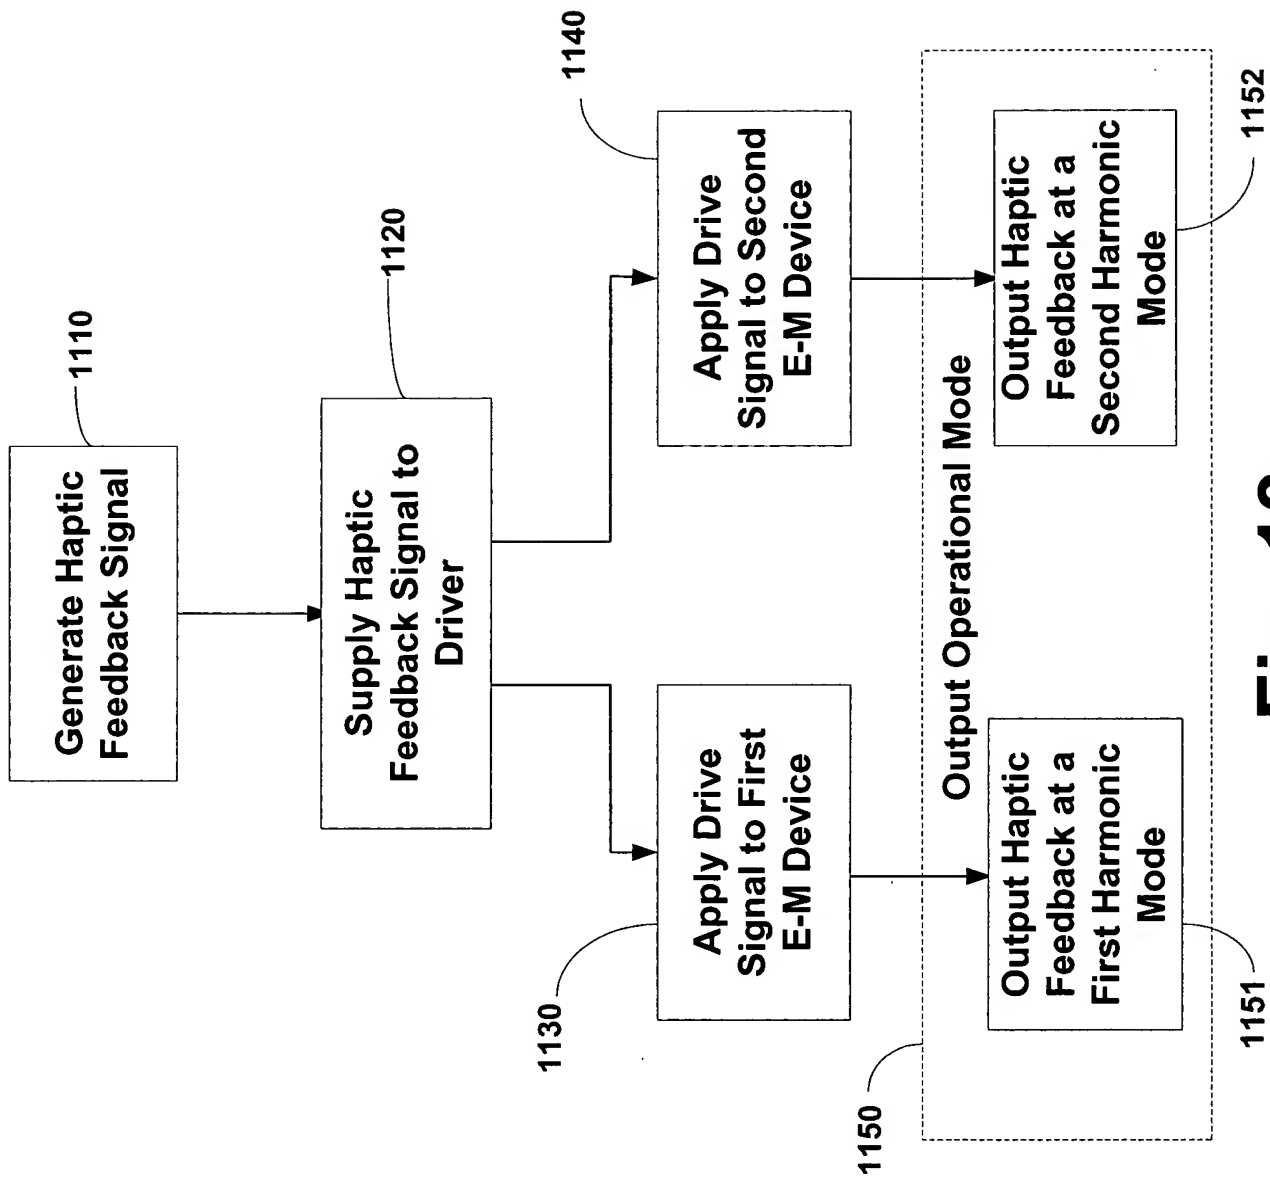 Generate Haptic
Feedback Signal
1110
Supply Haptic
Feedback Signal to
Driver
1120
1130
Apply Drive
Signal to First
E-M Device
1140
Apply Drive
Signal to Second
E-M Device
1150
Output Operational Mode
Output Haptic
Feedback at a
First Harmonic
Mode
1151
Output Haptic
Feedback at a
Second Harmonic
Mode
1152